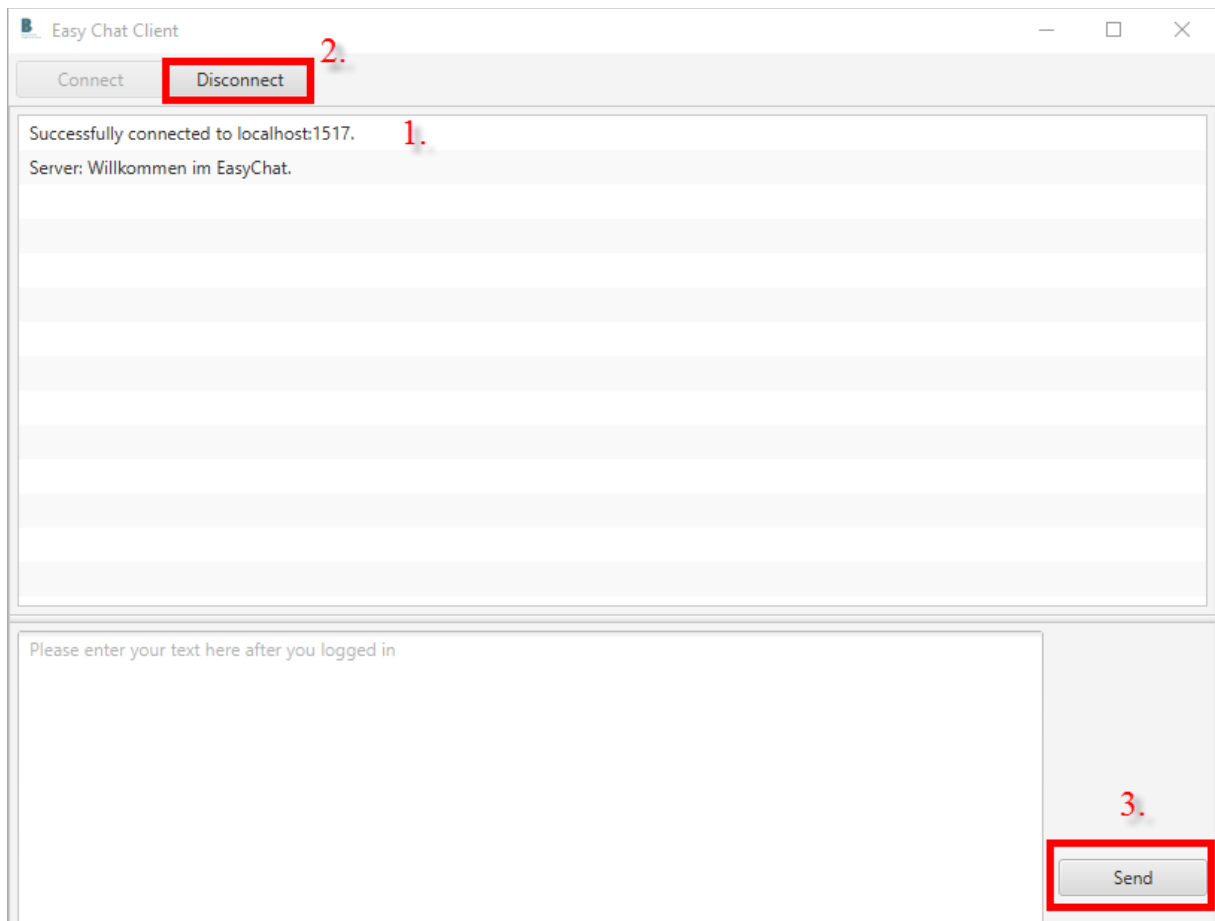 Easy Chat Client
2.
Connect Disconnect
Successfully connected to localhost:1517. 1.
Server: Willkommen im EasyChat.
Please enter your text here after you logged in
3.
Send